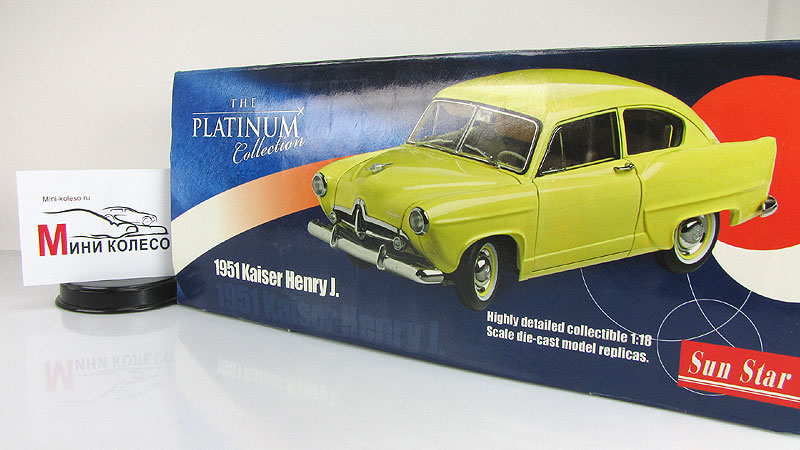 Mini-koleso.ru
Мини колесо
THE
PLATINUM
Collection
1951 Kaiser Henry J.
Highly detailed collectible 1:18
Scale die-cast model replicas.
Sun Star